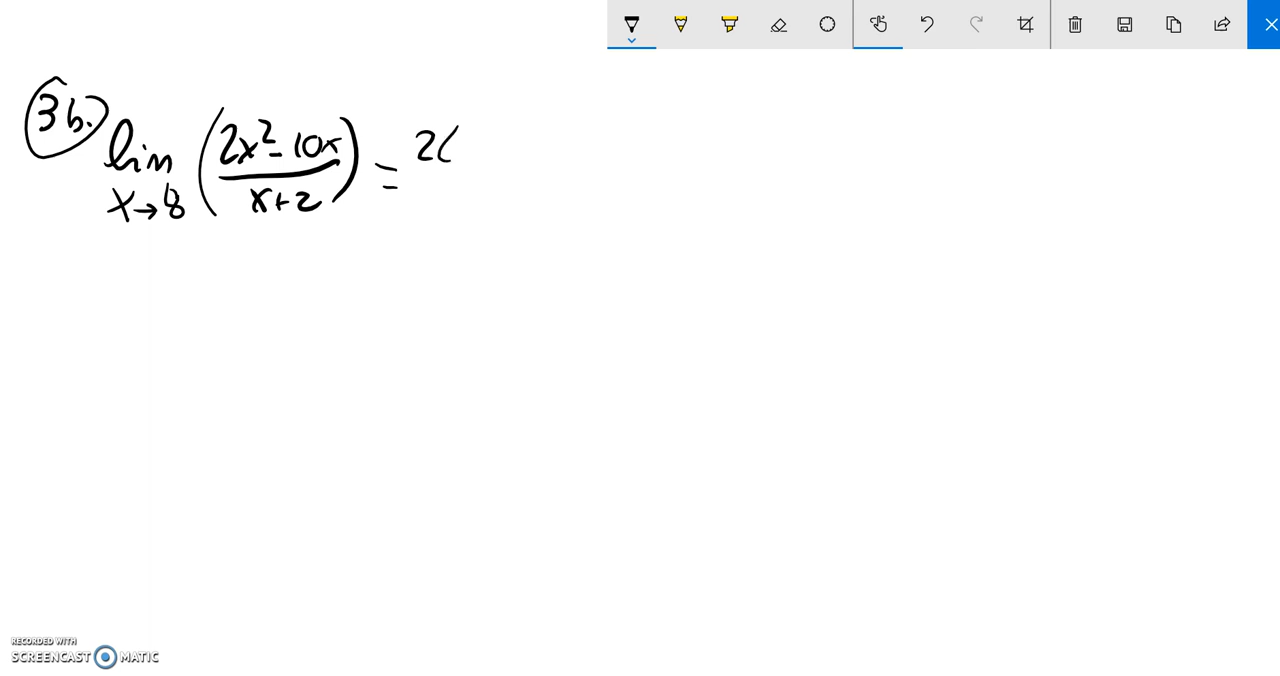 3b.
lim x→8 (2x² - 10x / x+2) = 2(
RECORDED WITH
SCREENCAST MATIC